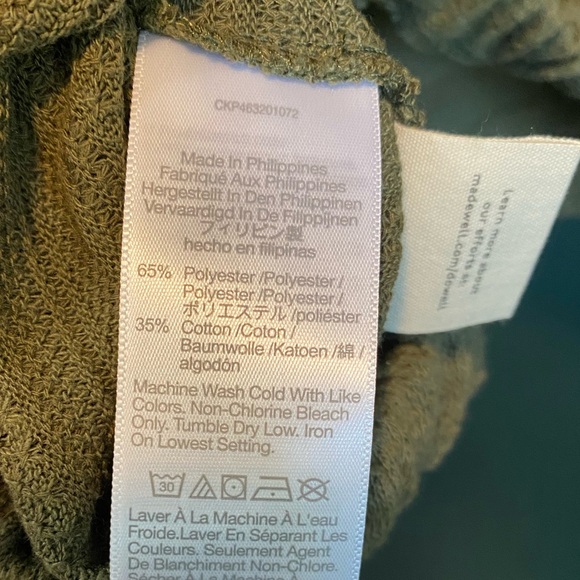 CKP463201072
Made In Philippines
Fabriqué Aux Philippines
Hergestellt In Den Philippinen
Vervaardigd In De Filippijnen
フィリピン製
hecho en filipinas
65% Polyester /Polyester /
Polyester /Polyester /
ポリエステル /poliéster
35% Cotton /Coton /
Baumwolle /Katoen /綿 /
algodón
Machine Wash Cold With Like
Colors. Non-Chlorine Bleach
Only. Tumble Dry Low. Iron
On Lowest Setting.
30
Laver À La Machine À L'eau
Froide.Laver En Séparant Les
Couleurs. Seulement Agent
De Blanchiment Non-Chloré.
Sécher À La Machine À
Learn more about
our efforts at
madewell.com/dowell